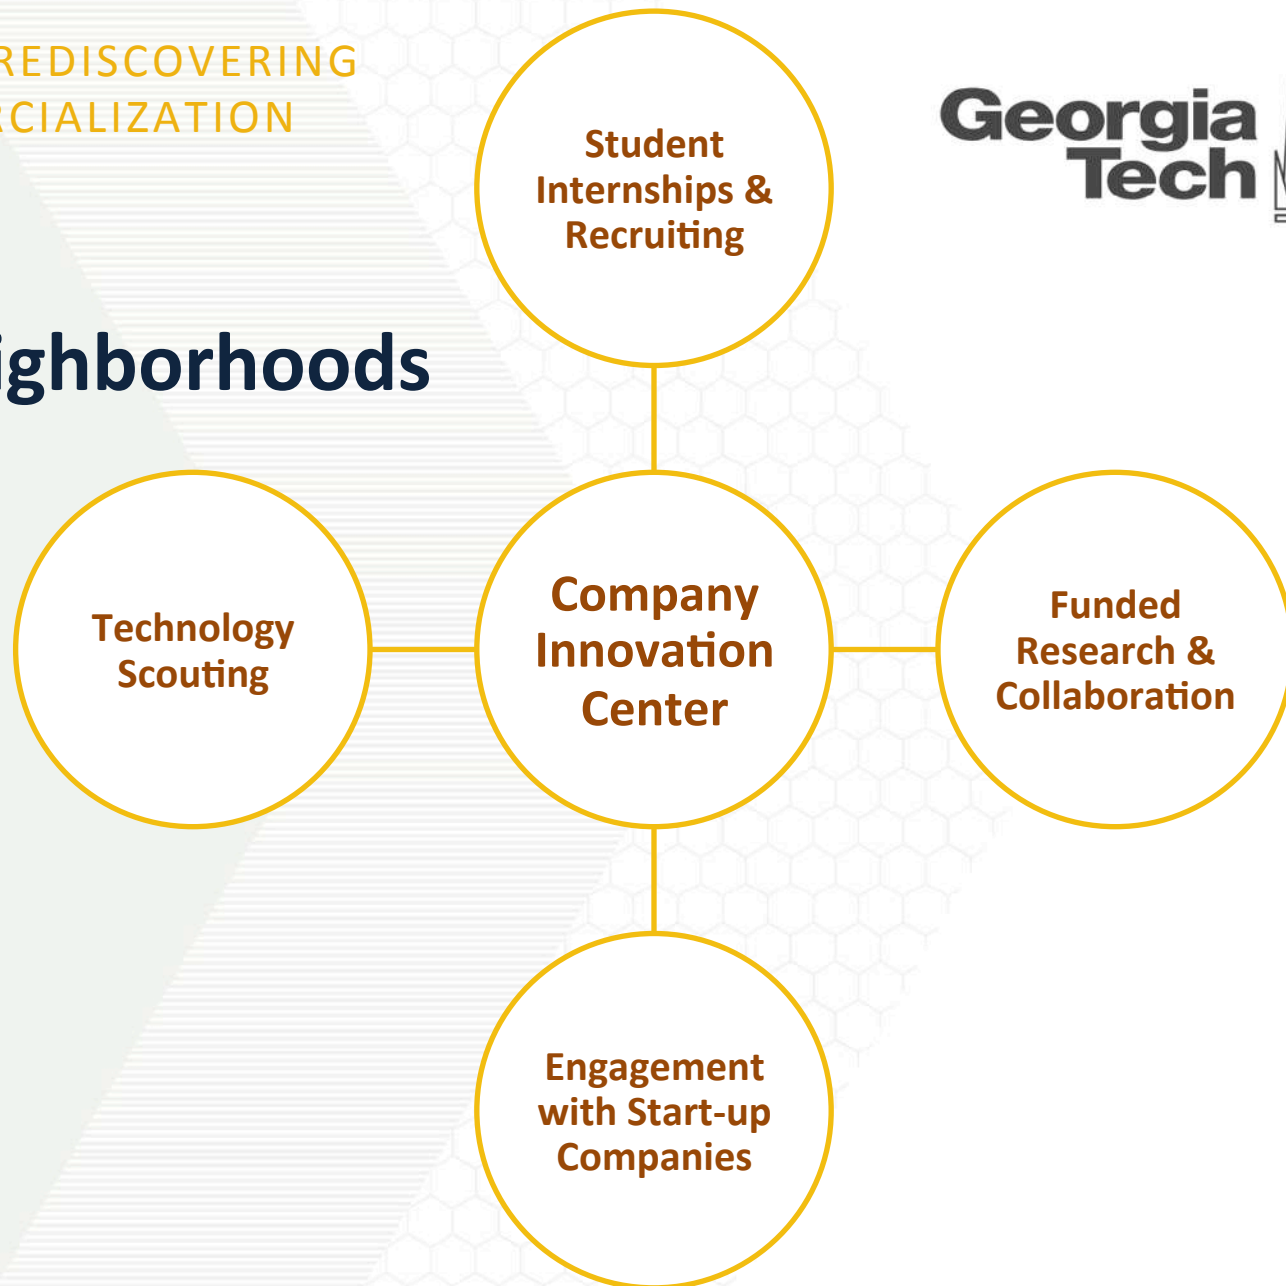 REDISCOVERING
RCIALIZATION
Georgia
Tech
Student
Internships &
Recruiting
ighborhoods
Technology
Scouting
Company
Innovation
Center
Funded
Research &
Collaboration
Engagement
with Start-up
Companies